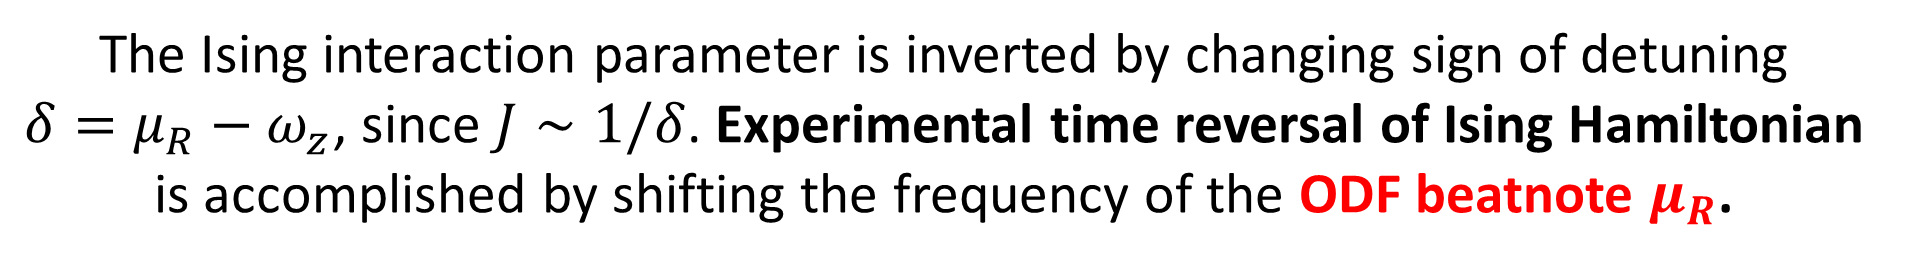 The Ising interaction parameter is inverted by changing sign of detuning
δ = μ_R − ω_z, since J ~ 1/δ. Experimental time reversal of Ising Hamiltonian
is accomplished by shifting the frequency of the ODF beatnote μ_R.